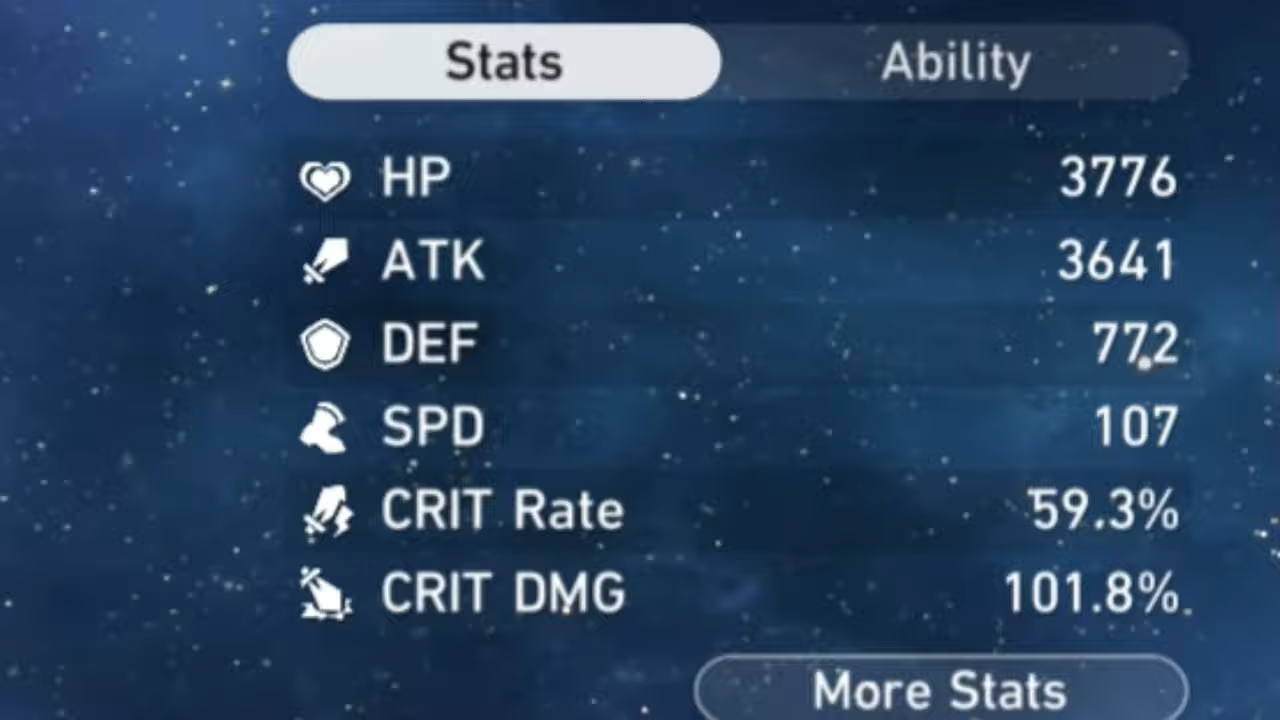 Stats Ability
HP 3776
ATK 3641
DEF 772
SPD 107
CRIT Rate 59.3%
CRIT DMG 101.8%
More Stats